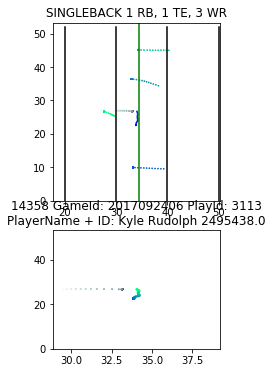 SINGLEBACK 1 RB, 1 TE, 3 WR
50
40
30
20
10
0
20 30 40 50
14358 GameId: 2017092406 PlayId: 3113
PlayerName + ID: Kyle Rudolph 2495438.0
40
20
0
30.0 32.5 35.0 37.5